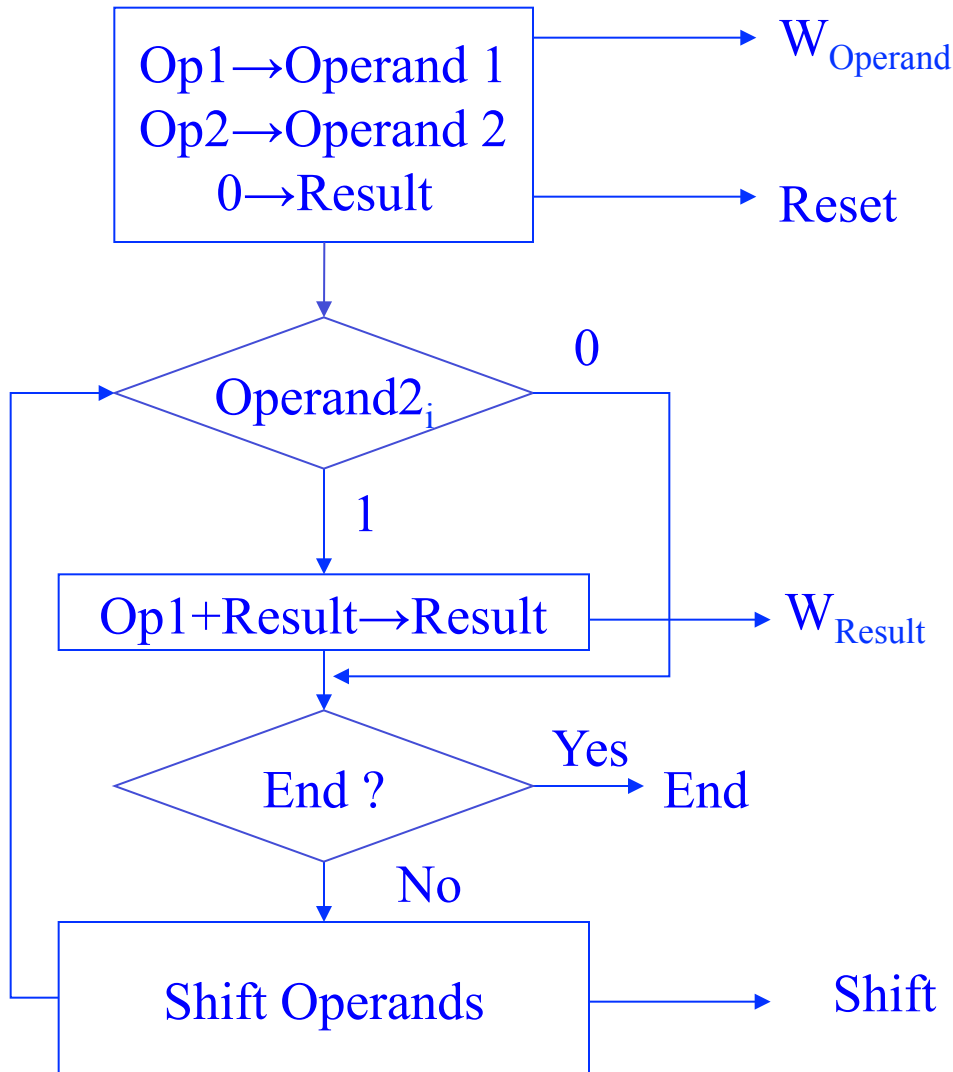 Op1→Operand 1
Op2→Operand 2
0→Result
W_Operand
Reset
Operand2_i
0
1
Op1+Result→Result
W_Result
End ?
Yes
End
No
Shift Operands
Shift